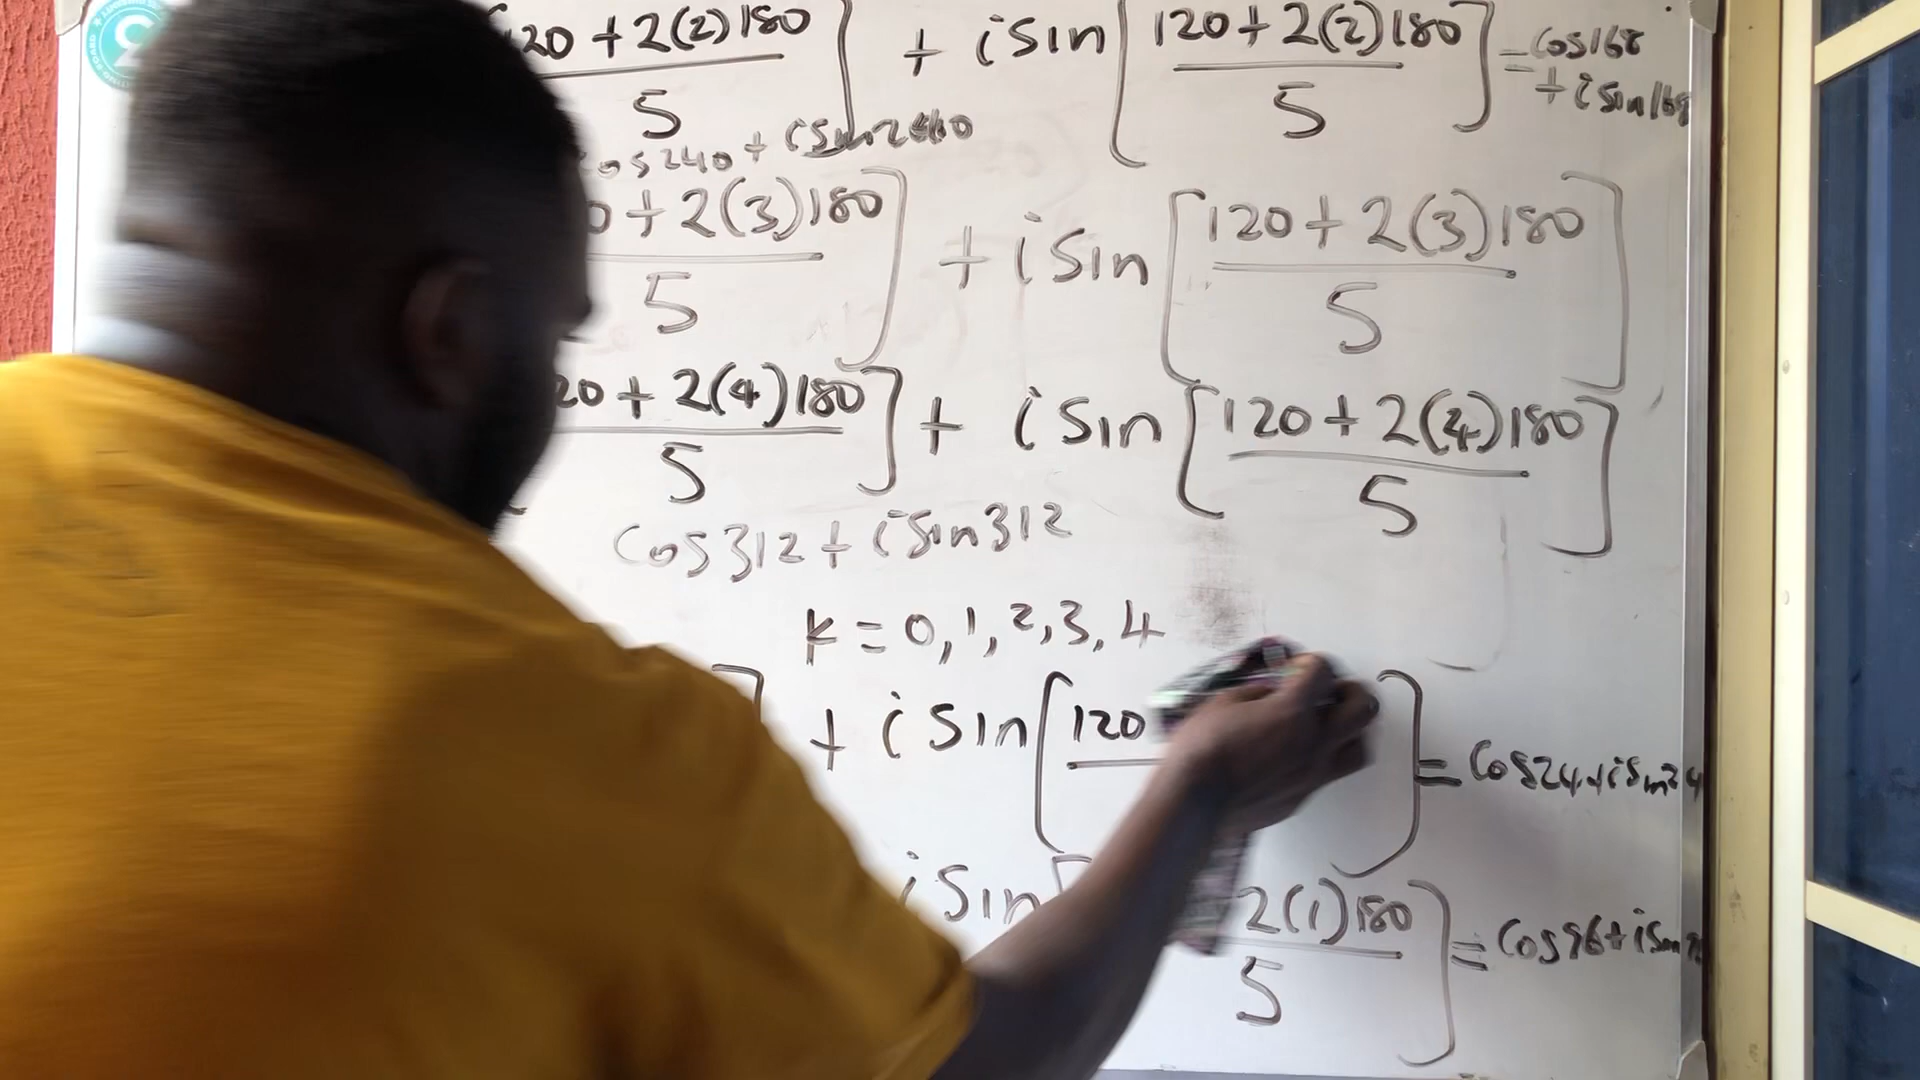 20 + 2(2)180 + i Sin [ 120 + 2(2)180 ] = Cos168
5 5 + i Sin168
Cos240 + i Sin240
0 + 2(3)180 ] + i Sin [ 120 + 2(3)180 ]
5 5
20 + 2(4)180 ] + i Sin [ 120 + 2(4)180 ]
5 5
Cos312 + i Sin312
K = 0, 1, 2, 3, 4
] + i Sin [ 120 ] = Cos24 + i Sin24
i Sin [ 2(1)180 ] = Cos96 + i Sin
5